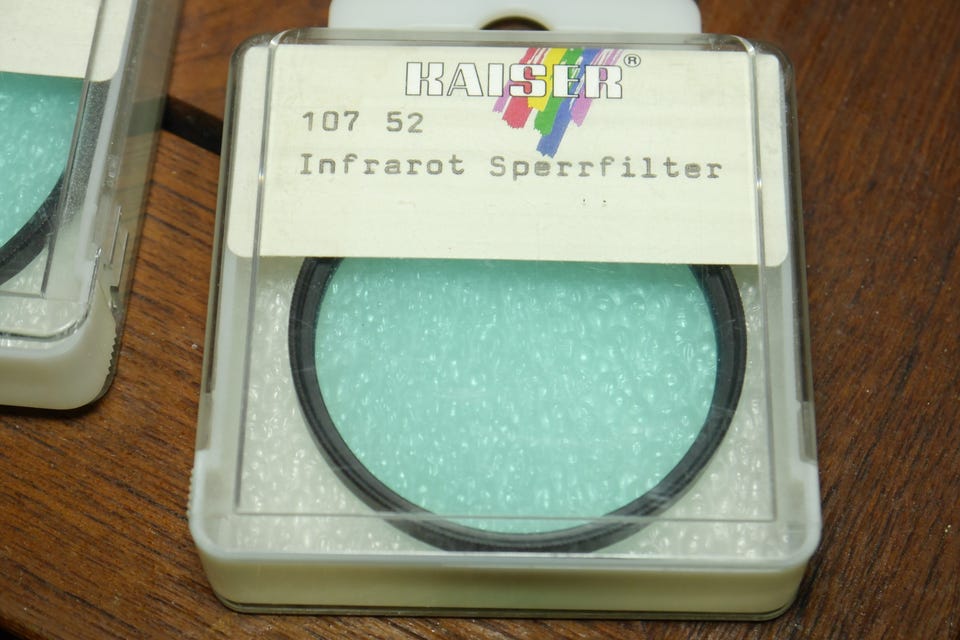 KAISER®
107 52
Infrarot Sperrfilter